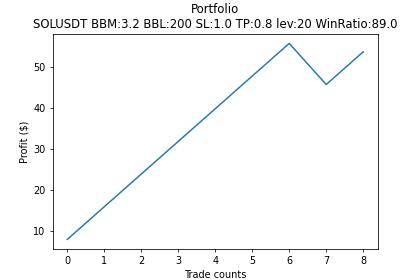 Portfolio
SOLUSDT BBM:3.2 BBL:200 SL:1.0 TP:0.8 lev:20 WinRatio:89.0
Profit ($)
50
40
30
20
10
0 1 2 3 4 5 6 7 8
Trade counts